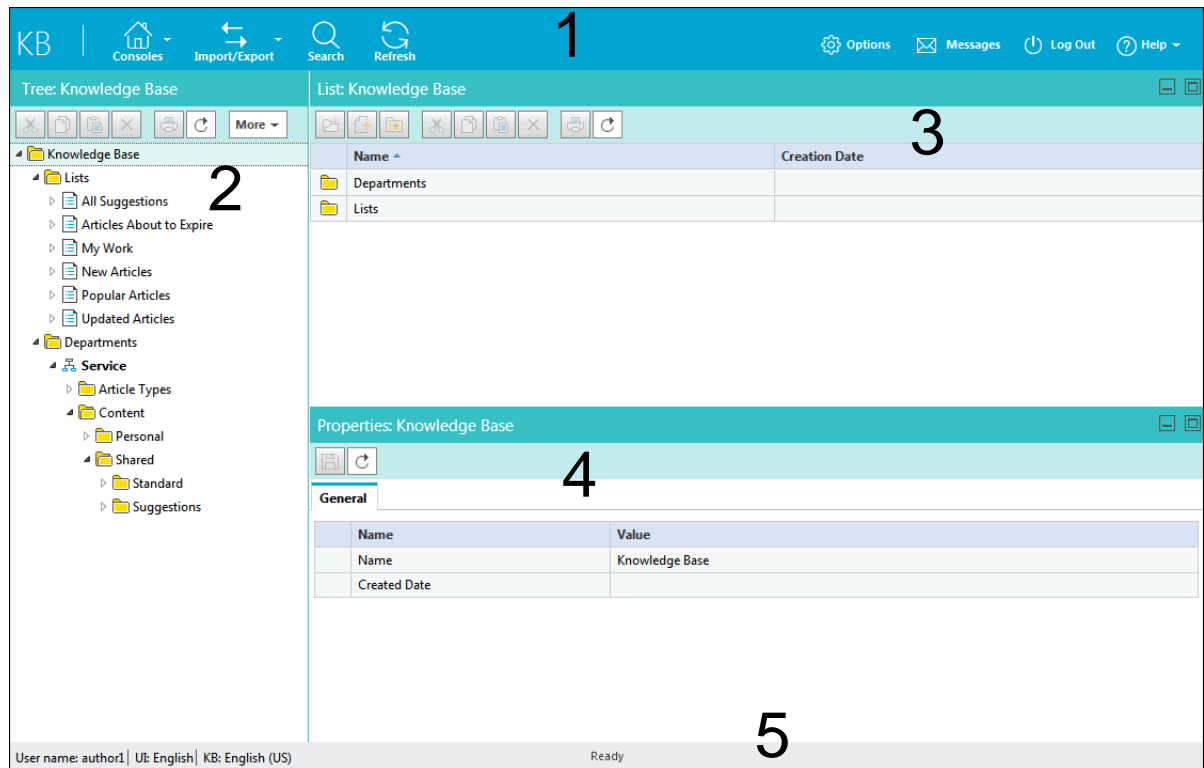 KB Consoles Import/Export Search Refresh 1 Options Messages Log Out Help
Tree: Knowledge Base
More
Knowledge Base
Lists
2
All Suggestions
Articles About to Expire
My Work
New Articles
Popular Articles
Updated Articles
Departments
Service
Article Types
Content
Personal
Shared
Standard
Suggestions
List: Knowledge Base
3
Name Creation Date
Departments
Lists
Properties: Knowledge Base
4
General
Name Value
Name Knowledge Base
Created Date
5
User name: author1 UI: English KB: English (US) Ready